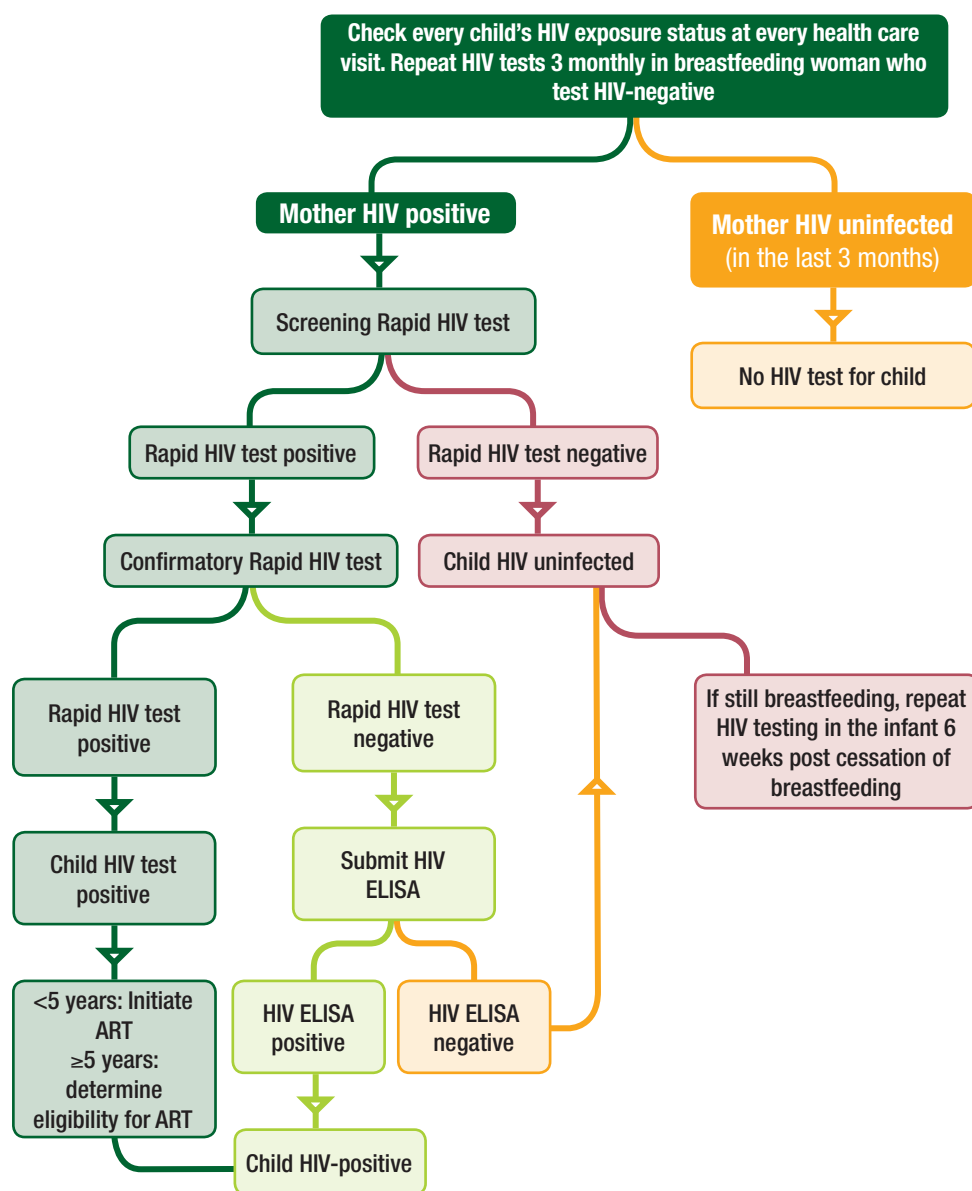 Check every child’s HIV exposure status at every health care
visit. Repeat HIV tests 3 monthly in breastfeeding woman who
test HIV-negative
Mother HIV positive
Mother HIV uninfected
(in the last 3 months)
Screening Rapid HIV test
No HIV test for child
Rapid HIV test positive
Rapid HIV test negative
Confirmatory Rapid HIV test
Child HIV uninfected
Rapid HIV test
positive
Rapid HIV test
negative
If still breastfeeding, repeat
HIV testing in the infant 6
weeks post cessation of
breastfeeding
Child HIV test
positive
Submit HIV
ELISA
<5 years: Initiate
ART
≥5 years:
determine
eligibility for ART
HIV ELISA
positive
HIV ELISA
negative
Child HIV-positive